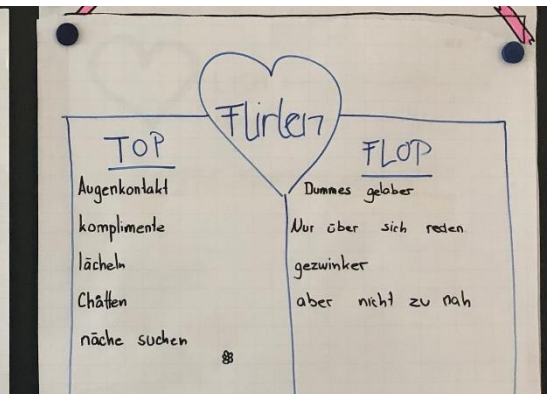 Flirten
TOP
Augenkontakt
komplimente
lächeln
Chatten
näche suchen
FLOP
Dummes gelaber
Nur über sich reden
gezwinker
aber nicht zu nah